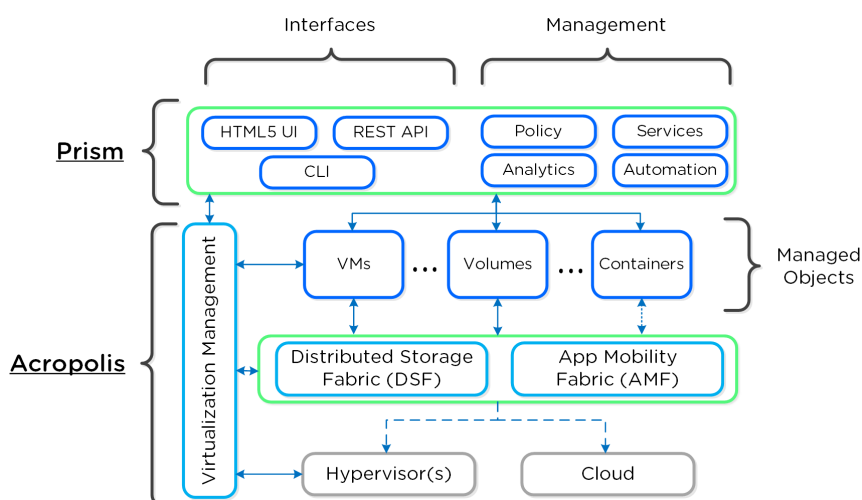 Interfaces
Management
Prism
HTML5 UI
REST API
CLI
Policy
Services
Analytics
Automation
Acropolis
Virtualization Management
VMs
...
Volumes
...
Containers
Managed
Objects
Distributed Storage
Fabric (DSF)
App Mobility
Fabric (AMF)
Hypervisor(s)
Cloud